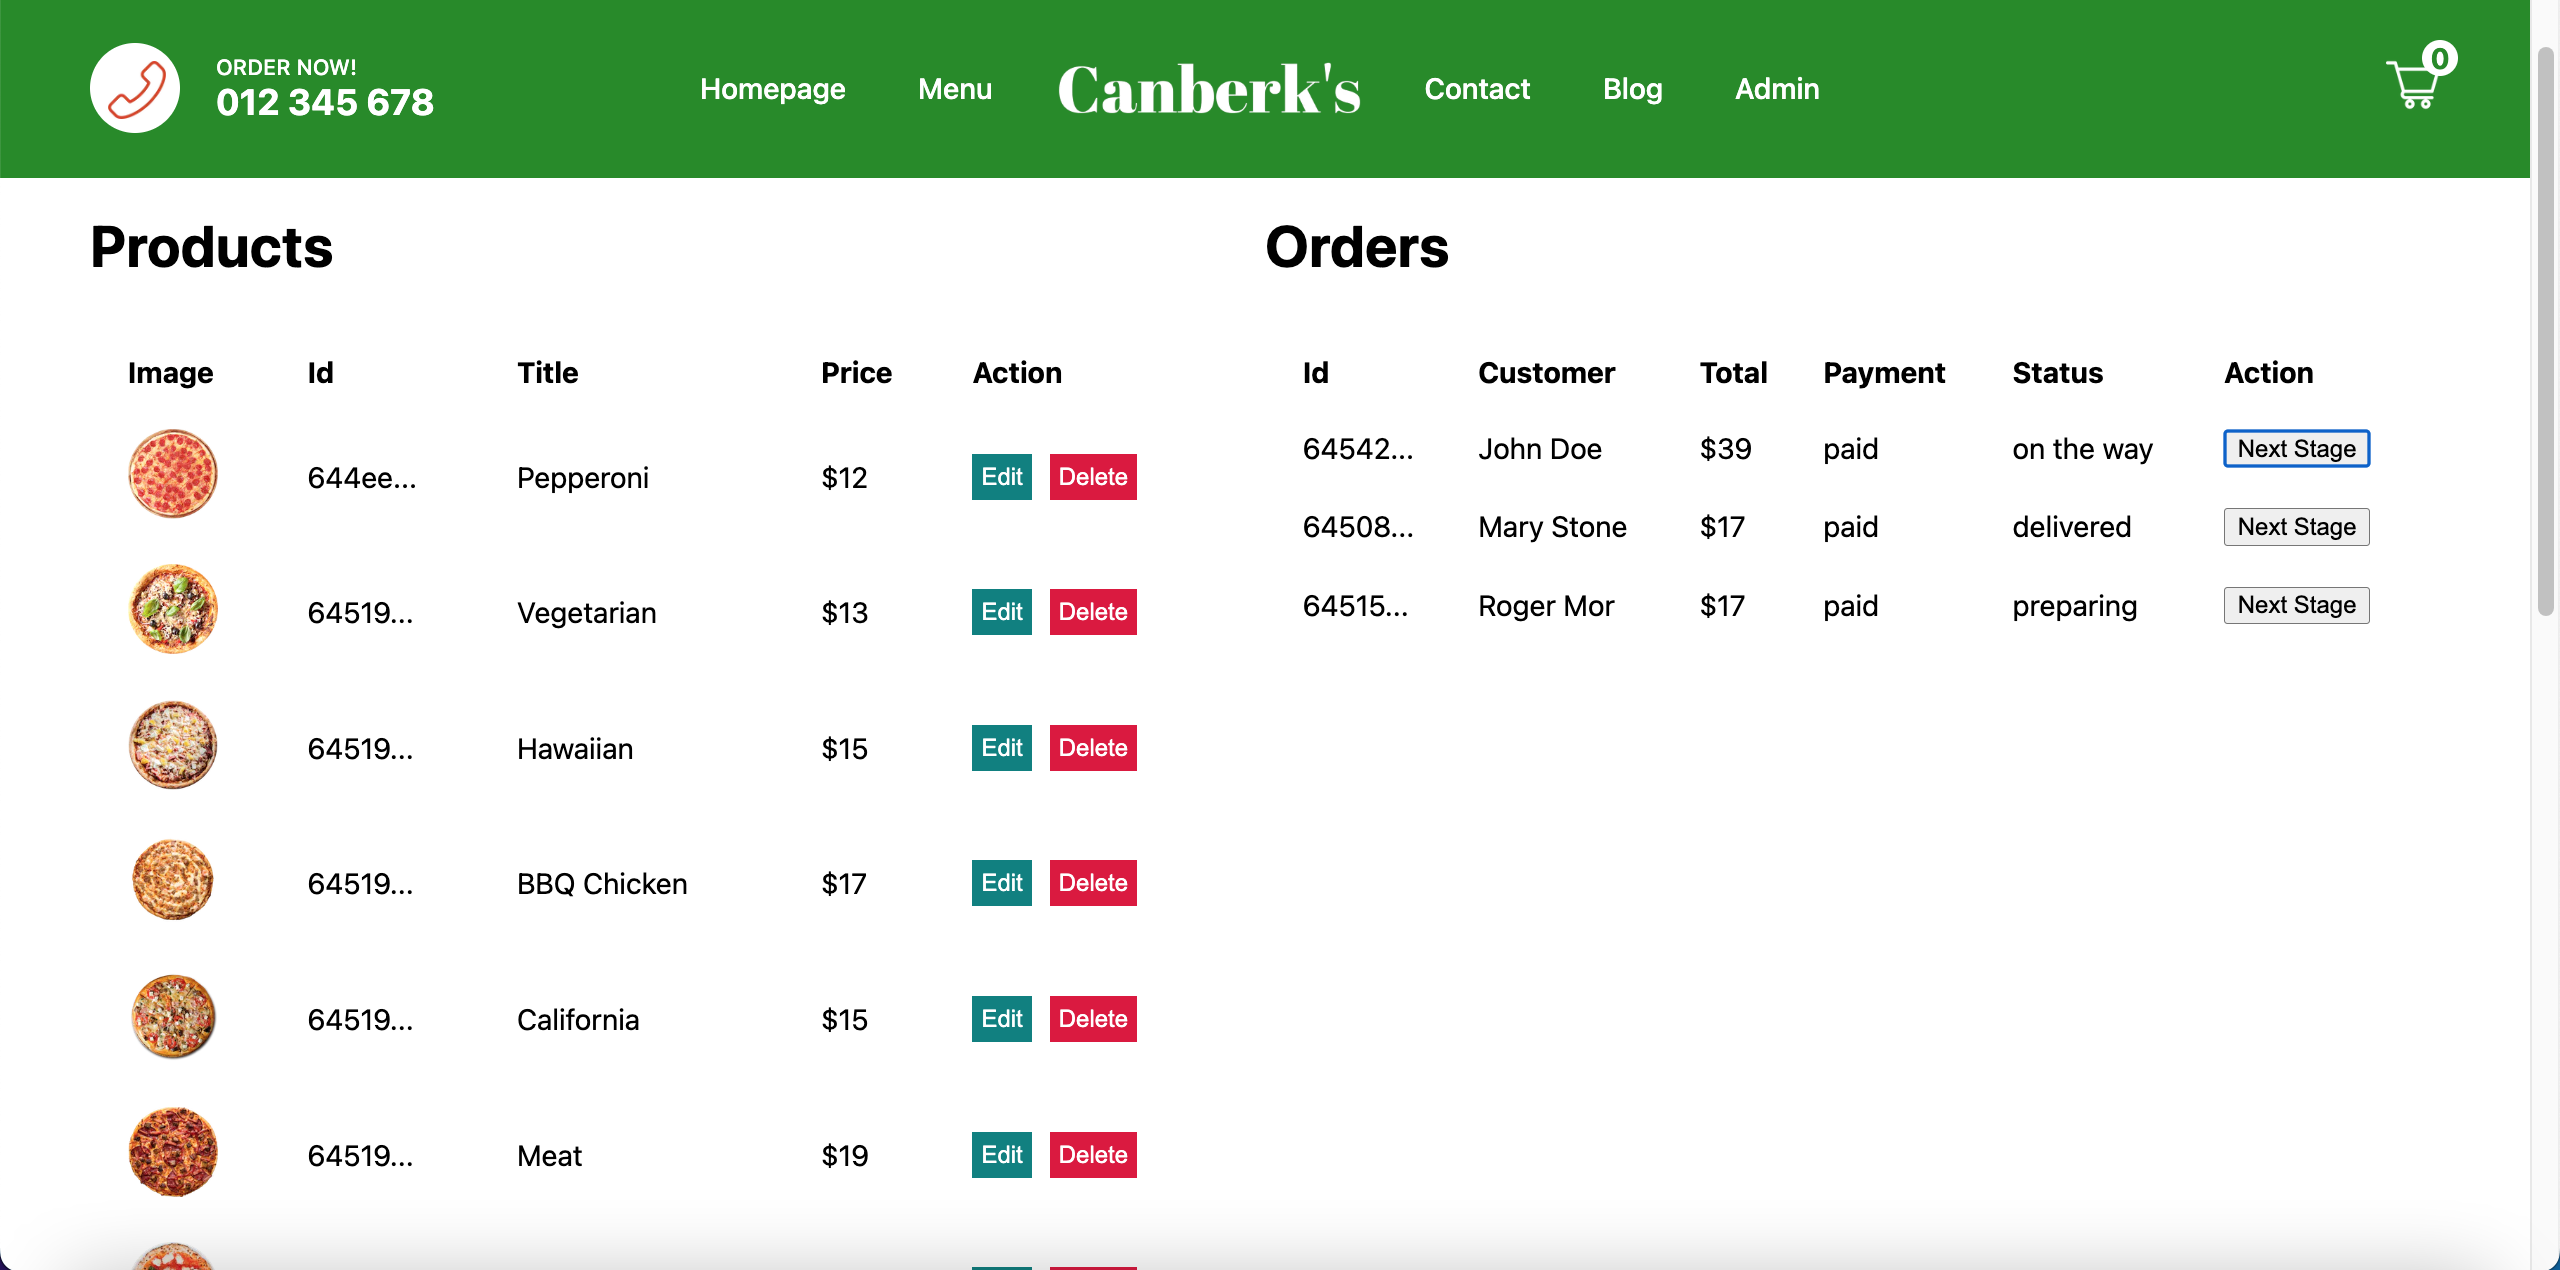 ORDER NOW!
012 345 678
Homepage Menu Canberk's Contact Blog Admin
0
Products
Image Id Title Price Action
644ee... Pepperoni $12 Edit Delete
64519... Vegetarian $13 Edit Delete
64519... Hawaiian $15 Edit Delete
64519... BBQ Chicken $17 Edit Delete
64519... California $15 Edit Delete
64519... Meat $19 Edit Delete
Orders
Id Customer Total Payment Status Action
64542... John Doe $39 paid on the way Next Stage
64508... Mary Stone $17 paid delivered Next Stage
64515... Roger Mor $17 paid preparing Next Stage